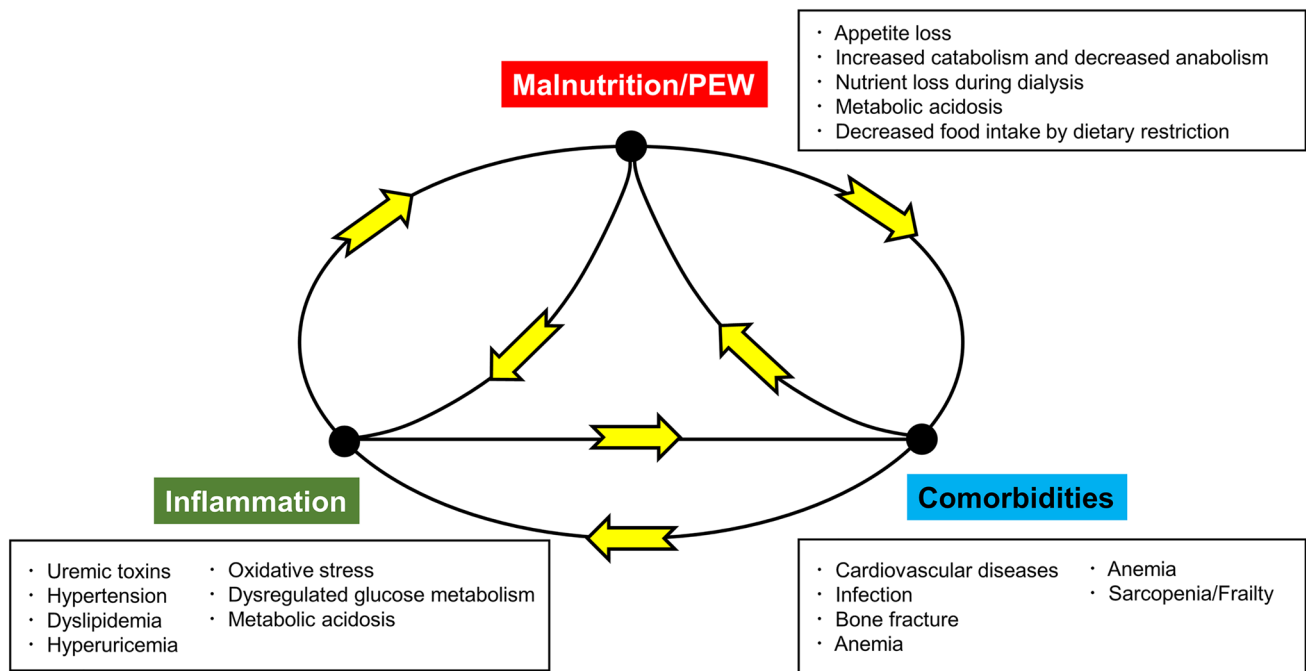 Malnutrition/PEW
・ Appetite loss
・ Increased catabolism and decreased anabolism
・ Nutrient loss during dialysis
・ Metabolic acidosis
・ Decreased food intake by dietary restriction
Inflammation
・ Uremic toxins
・ Hypertension
・ Dyslipidemia
・ Hyperuricemia
・ Oxidative stress
・ Dysregulated glucose metabolism
・ Metabolic acidosis
Comorbidities
・ Cardiovascular diseases
・ Infection
・ Bone fracture
・ Anemia
・ Anemia
・ Sarcopenia/Frailty